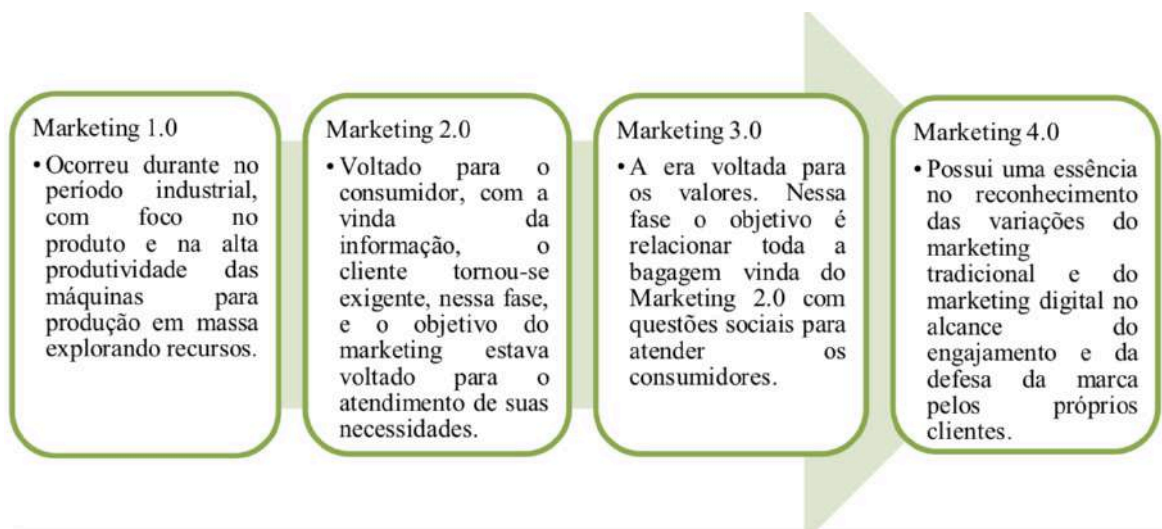 Marketing 1.0
•Ocorreu durante no
período industrial,
com foco no
produto e na alta
produtividade das
máquinas para
produção em massa
explorando recursos.
Marketing 2.0
•Voltado para o
consumidor, com a
vinda da
informação, o
cliente tornou-se
exigente, nessa fase,
e o objetivo do
marketing estava
voltado para o
atendimento de suas
necessidades.
Marketing 3.0
•A era voltada para
os valores. Nessa
fase o objetivo é
relacionar toda a
bagagem vinda do
Marketing 2.0 com
questões sociais para
atender os
consumidores.
Marketing 4.0
•Possui uma essência
no reconhecimento
das variações do
marketing
tradicional e do
marketing digital no
alcance do
engajamento e da
defesa da marca
pelos próprios
clientes.